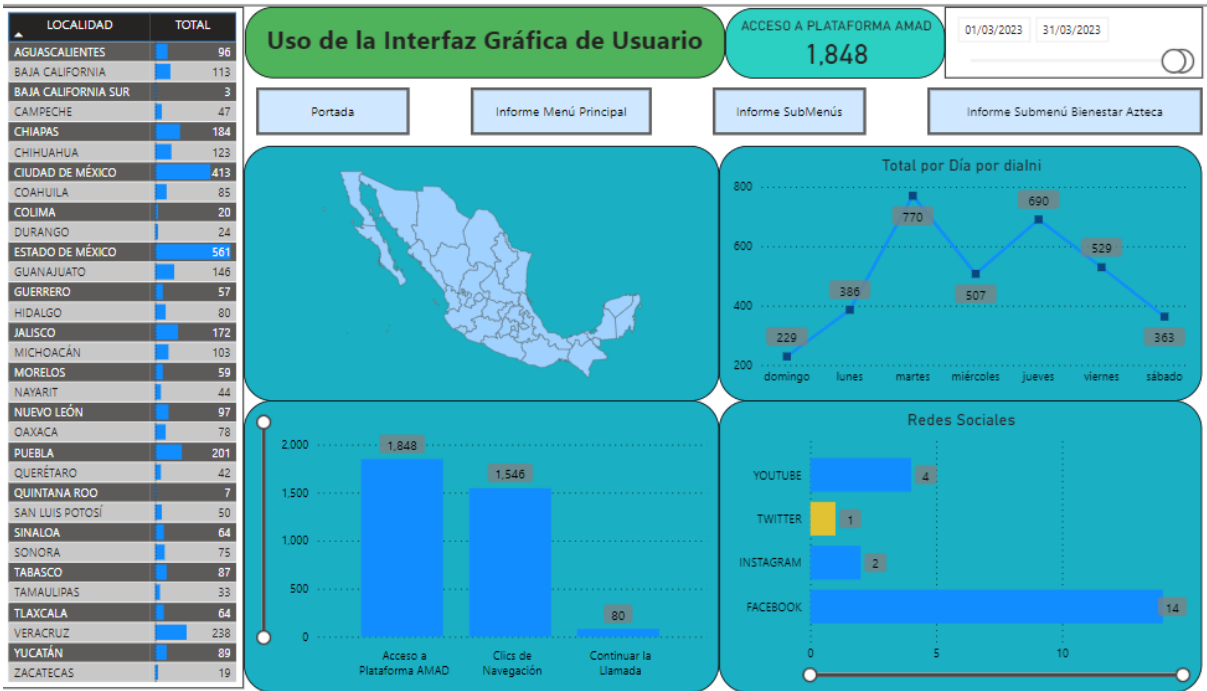 LOCALIDAD TOTAL
AGUASCALIENTES 96
BAJA CALIFORNIA 113
BAJA CALIFORNIA SUR 3
CAMPECHE 47
CHIAPAS 184
CHIHUAHUA 123
CIUDAD DE MÉXICO 413
COAHUILA 85
COLIMA 20
DURANGO 24
ESTADO DE MÉXICO 561
GUANAJUATO 146
GUERRERO 57
HIDALGO 80
JALISCO 172
MICHOACÁN 103
MORELOS 59
NAYARIT 44
NUEVO LEÓN 97
OAXACA 78
PUEBLA 201
QUERÉTARO 42
QUINTANA ROO 7
SAN LUIS POTOSÍ 50
SINALOA 64
SONORA 75
TABASCO 87
TAMAULIPAS 33
TLAXCALA 64
VERACRUZ 238
YUCATÁN 89
ZACATECAS 19
Uso de la Interfaz Gráfica de Usuario
ACCESO A PLATAFORMA AMAD
1,848
01/03/2023 31/03/2023
Portada
Informe Menú Principal
Informe SubMenús
Informe Submenú Bienestar Azteca
Total por Día por diaIni
800
600
400
200
229
386
770
507
690
529
363
domingo lunes martes miércoles jueves viernes sábado
2,000
1,500
1,000
500
0
1,848
1,546
80
Acceso a
Plataforma AMAD
Clics de
Navegación
Continuar la
Llamada
Redes Sociales
YOUTUBE 4
TWITTER 1
INSTAGRAM 2
FACEBOOK 14
0 5 10